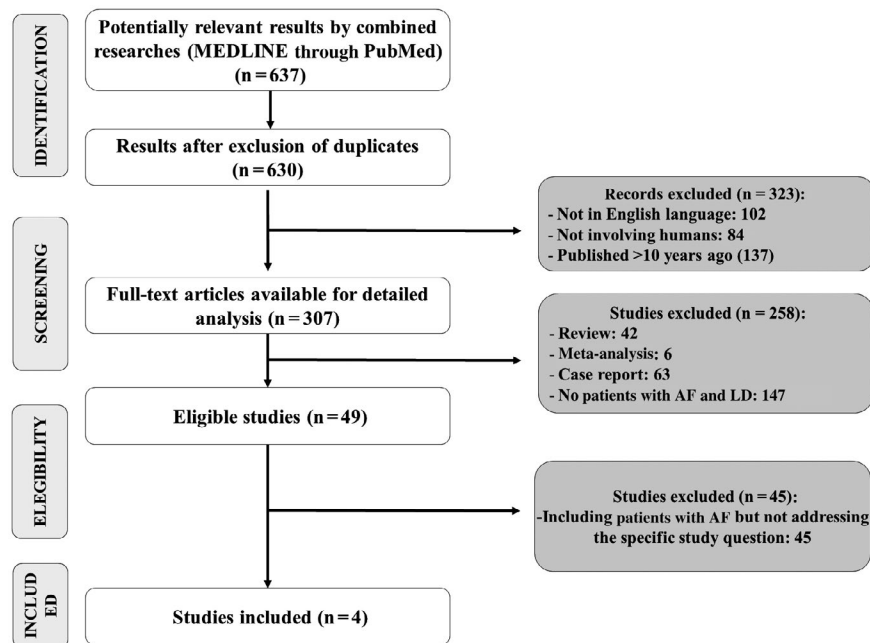 IDENTIFICATION
Potentially relevant results by combined
researches (MEDLINE through PubMed)
(n = 637)
Results after exclusion of duplicates
(n = 630)
Records excluded (n = 323):
- Not in English language: 102
- Not involving humans: 84
- Published >10 years ago (137)
SCREENING
Full-text articles available for detailed
analysis (n = 307)
Studies excluded (n = 258):
- Review: 42
- Meta-analysis: 6
- Case report: 63
- No patients with AF and LD: 147
ELEGIBILITY
Eligible studies (n = 49)
Studies excluded (n = 45):
-Including patients with AF but not addressing
the specific study question: 45
INCLUD
ED
Studies included (n = 4)